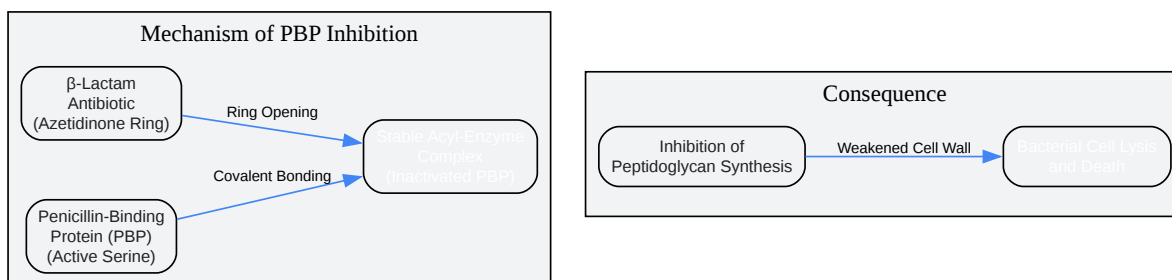 Mechanism of PBP Inhibition
β-Lactam
Antibiotic
(Azetidinone Ring)
Ring Opening
Stable Acyl-Enzyme
Complex
(Inactivated PBP)
Covalent Bonding
Penicillin-Binding
Protein (PBP)
(Active Serine)
Consequence
Inhibition of
Peptidoglycan Synthesis
Weakened Cell Wall
Bacterial Cell Lysis
and Death